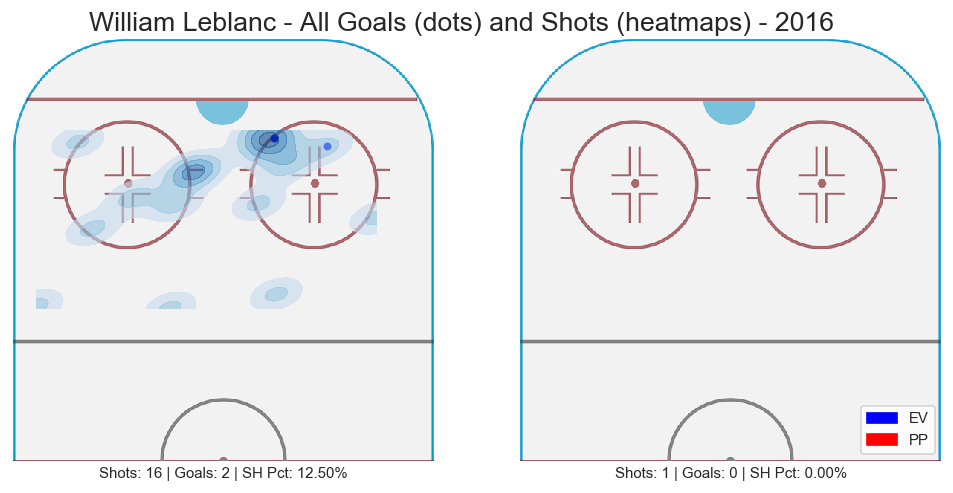 William Leblanc - All Goals (dots) and Shots (heatmaps) - 2016
EV
PP
Shots: 16 | Goals: 2 | SH Pct: 12.50%
Shots: 1 | Goals: 0 | SH Pct: 0.00%